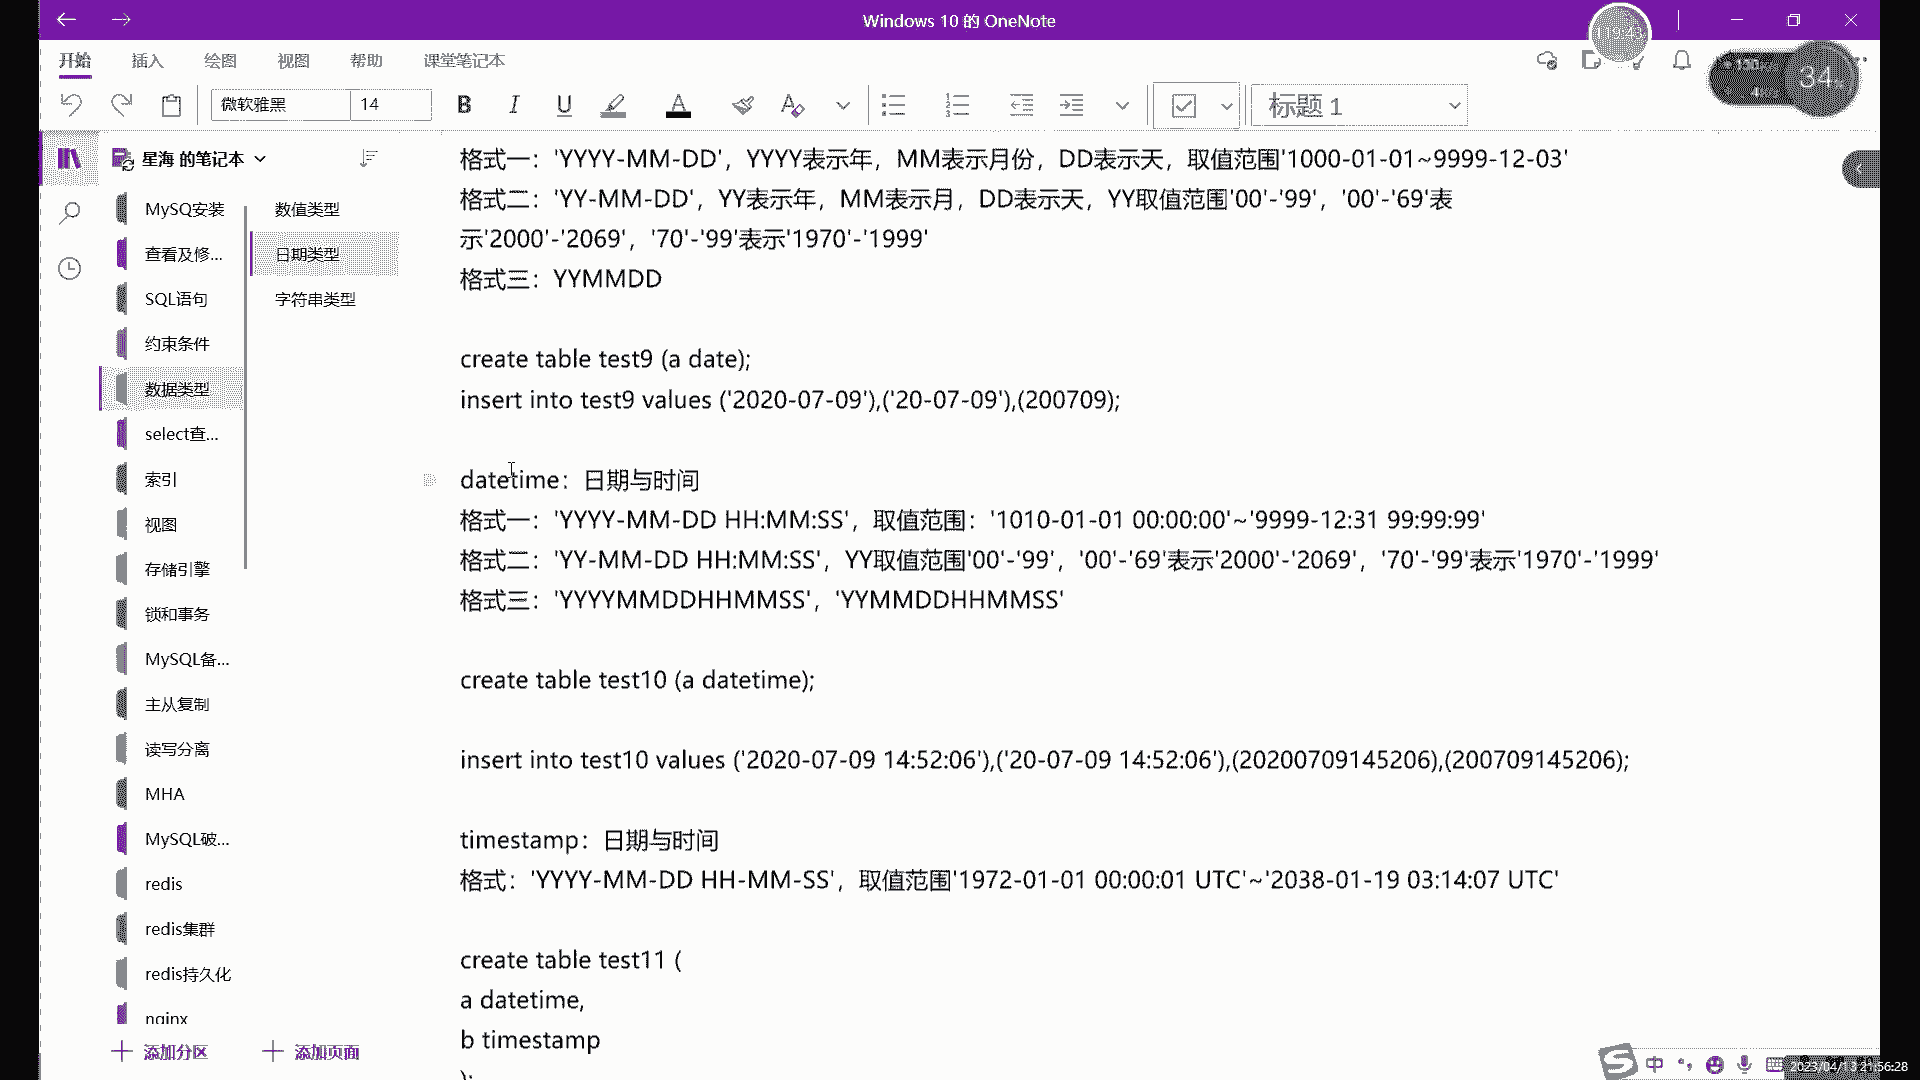 Windows 10 的 OneNote
19:43
开始 插入 绘图 视图 帮助 课堂笔记本
34
微软雅黑 14 B I U A 标题 1
星海 的笔记本
MySQ安装
查看及修...
SQL语句
约束条件
数据类型
select查...
索引
视图
存储引擎
锁和事务
MySQL备...
主从复制
读写分离
MHA
MySQL破...
redis
redis集群
redis持久化
nginx
添加分区
数值类型
日期类型
字符串类型
添加页面
格式一：'YYYY-MM-DD'，YYYY表示年，MM表示月份，DD表示天，取值范围'1000-01-01~9999-12-03'
格式二：'YY-MM-DD'，YY表示年，MM表示月，DD表示天，YY取值范围'00'-'99'，'00'-'69'表
示'2000'-'2069'，'70'-'99'表示'1970'-'1999'
格式三：YYMMDD
create table test9 (a date);
insert into test9 values ('2020-07-09'),('20-07-09'),(200709);
datetime：日期与时间
格式一：'YYYY-MM-DD HH:MM:SS'，取值范围：'1010-01-01 00:00:00'~'9999-12:31 99:99:99'
格式二：'YY-MM-DD HH:MM:SS'，YY取值范围'00'-'99'，'00'-'69'表示'2000'-'2069'，'70'-'99'表示'1970'-'1999'
格式三：'YYYYMMDDHHMMSS'，'YYMMDDHHMMSS'
create table test10 (a datetime);
insert into test10 values ('2020-07-09 14:52:06'),('20-07-09 14:52:06'),(20200709145206),(200709145206);
timestamp：日期与时间
格式：'YYYY-MM-DD HH-MM-SS'，取值范围'1972-01-01 00:00:01 UTC'~'2038-01-19 03:14:07 UTC'
create table test11 (
a datetime,
b timestamp
);
中
2023/04/13 21:56:28